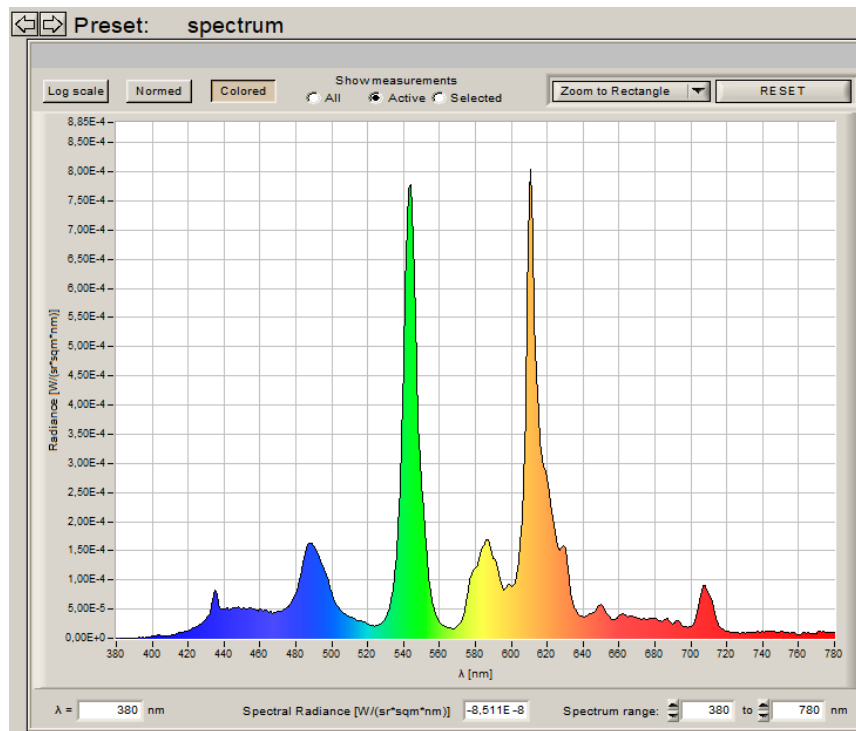 Preset: spectrum
Log scale Normed Colored Show measurements All Active Selected Zoom to Rectangle RESET
8,85E-4
8,50E-4
8,00E-4
7,50E-4
7,00E-4
6,50E-4
6,00E-4
5,50E-4
5,00E-4
4,50E-4
4,00E-4
3,50E-4
3,00E-4
2,50E-4
2,00E-4
1,50E-4
1,00E-4
5,00E-5
0,00E+0
Radiance [W/(sr*sqm*nm)]
380 400 420 440 460 480 500 520 540 560 580 600 620 640 660 680 700 720 740 760 780
λ [nm]
λ = 380 nm Spectral Radiance [W/(sr*sqm*nm)] -8,511E-8 Spectrum range: 380 to 780 nm